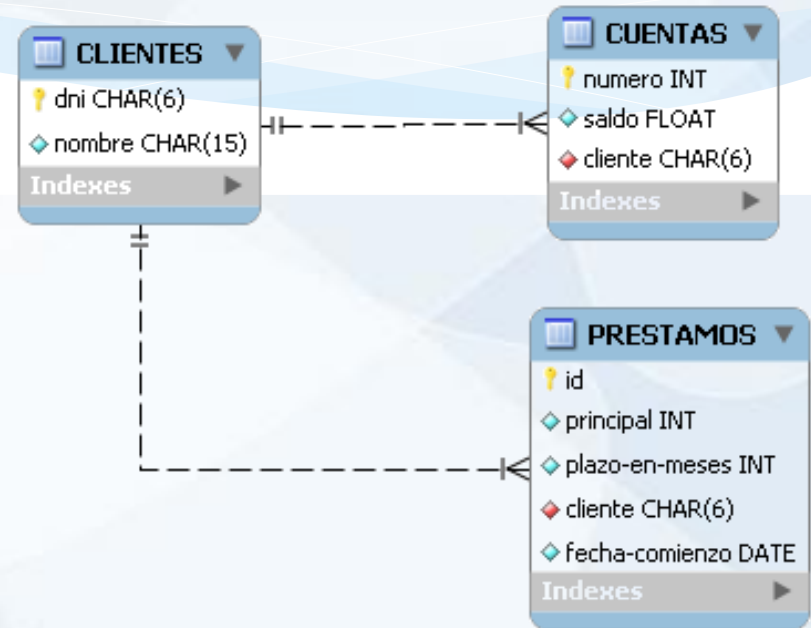 CLIENTES
dni CHAR(6)
nombre CHAR(15)
Indexes
CUENTAS
numero INT
saldo FLOAT
cliente CHAR(6)
Indexes
PRESTAMOS
id
principal INT
plazo-en-meses INT
cliente CHAR(6)
fecha-comienzo DATE
Indexes